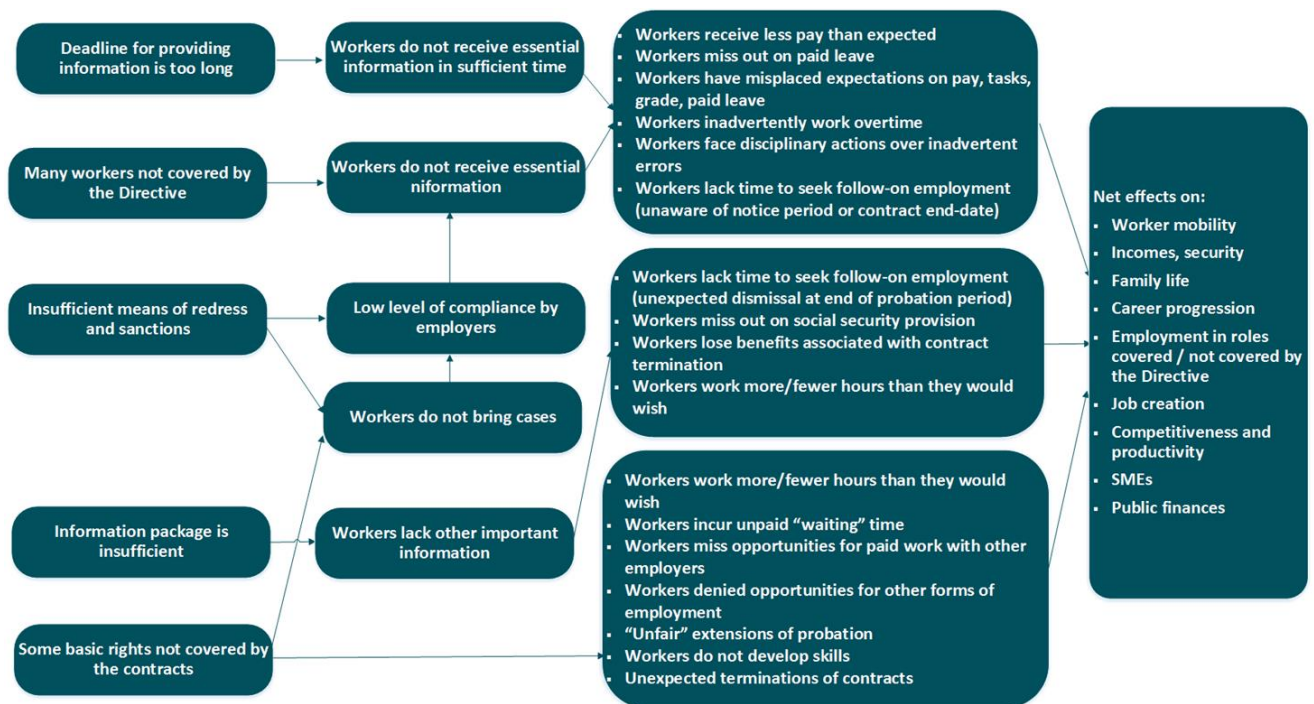 Deadline for providing
information is too long
Many workers not covered by
the Directive
Insufficient means of redress
and sanctions
Information package is
insufficient
Some basic rights not covered by
the contracts
Workers do not receive essential
information in sufficient time
Workers do not receive essential
niformation
Low level of compliance by
employers
Workers do not bring cases
Workers lack other important
information
▪ Workers receive less pay than expected
▪ Workers miss out on paid leave
▪ Workers have misplaced expectations on pay, tasks,
grade, paid leave
▪ Workers inadvertently work overtime
▪ Workers face disciplinary actions over inadvertent
errors
▪ Workers lack time to seek follow-on employment
(unaware of notice period or contract end-date)
▪ Workers lack time to seek follow-on employment
(unexpected dismissal at end of probation period)
▪ Workers miss out on social security provision
▪ Workers lose benefits associated with contract
termination
▪ Workers work more/fewer hours than they would
wish
▪ Workers work more/fewer hours than they would
wish
▪ Workers incur unpaid “waiting” time
▪ Workers miss opportunities for paid work with other
employers
▪ Workers denied opportunities for other forms of
employment
▪ “Unfair” extensions of probation
▪ Workers do not develop skills
▪ Unexpected terminations of contracts
Net effects on:
▪ Worker mobility
▪ Incomes, security
▪ Family life
▪ Career progression
▪ Employment in roles
covered / not covered by
the Directive
▪ Job creation
▪ Competitiveness and
productivity
▪ SMEs
▪ Public finances